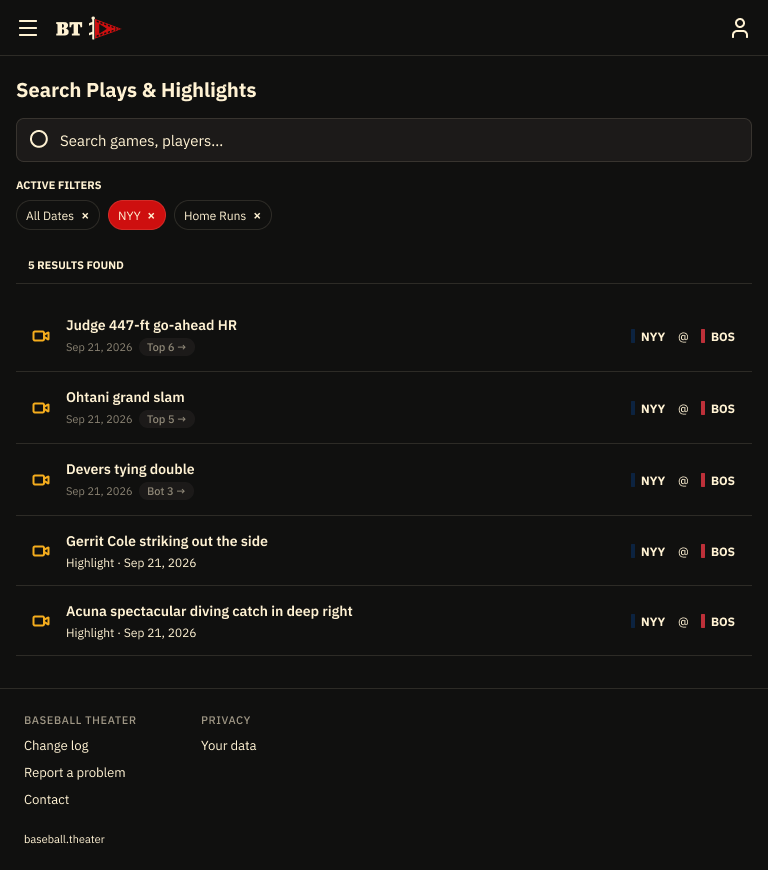 BT
Search Plays & Highlights
Search games, players...
ACTIVE FILTERS
All Dates × NYY × Home Runs ×
5 RESULTS FOUND
Judge 447-ft go-ahead HR
Sep 21, 2026 Top 6 →
NYY @ BOS
Ohtani grand slam
Sep 21, 2026 Top 5 →
NYY @ BOS
Devers tying double
Sep 21, 2026 Bot 3 →
NYY @ BOS
Gerrit Cole striking out the side
Highlight · Sep 21, 2026
NYY @ BOS
Acuna spectacular diving catch in deep right
Highlight · Sep 21, 2026
NYY @ BOS
BASEBALL THEATER
Change log
Report a problem
Contact
PRIVACY
Your data
baseball.theater